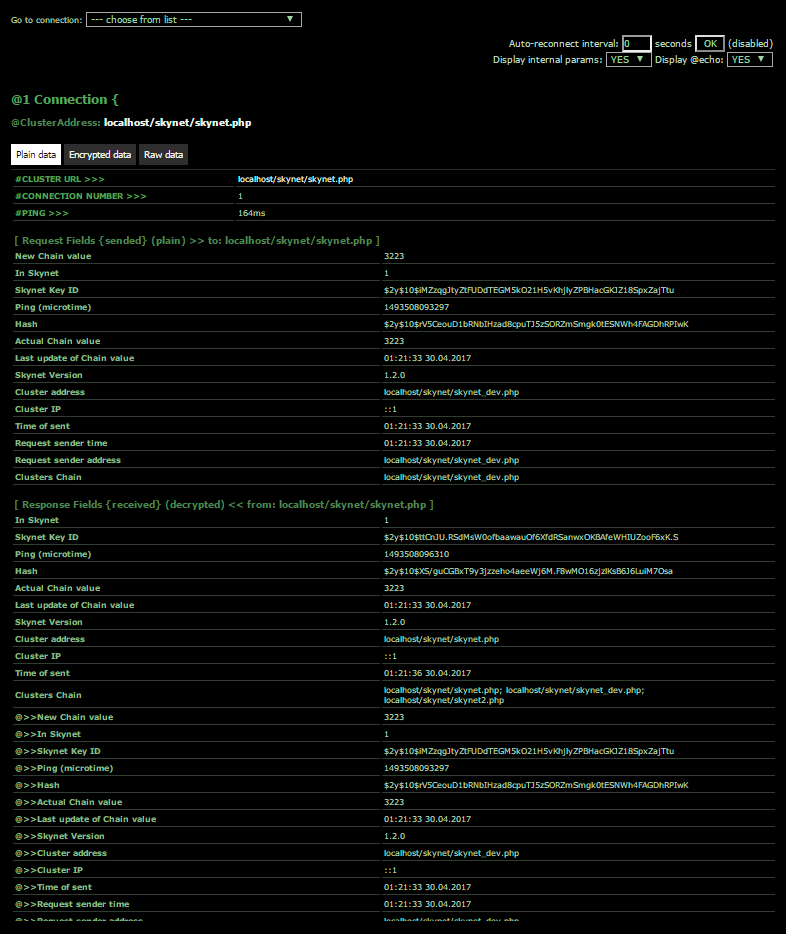 Go to connection: --- choose from list --- ▼
Auto-reconnect interval: 0 seconds OK (disabled)
Display internal params: YES ▼ Display @echo: YES ▼
@1 Connection {
@ClusterAddress: localhost/skynet/skynet.php
Plain data Encrypted data Raw data
#CLUSTER URL >>> localhost/skynet/skynet.php
#CONNECTION NUMBER >>> 1
#PING >>> 164ms
[ Request Fields {sended} (plain) >> to: localhost/skynet/skynet.php ]
New Chain value 3223
In Skynet 1
Skynet Key ID $2y$10$iMZzqgJtyZtFUDdTEGM5kO21H5vKhJlyZPBHacGKJZ18SpxZajTtu
Ping (microtime) 1493508093297
Hash $2y$10$rV5CeouD1bRNbIHzad8cpuTJ5zSORZmSmgk0tESNWh4FAGDhRPIwK
Actual Chain value 3223
Last update of Chain value 01:21:33 30.04.2017
Skynet Version 1.2.0
Cluster address localhost/skynet/skynet_dev.php
Cluster IP ::1
Time of sent 01:21:33 30.04.2017
Request sender time 01:21:33 30.04.2017
Request sender address localhost/skynet/skynet_dev.php
Clusters Chain localhost/skynet/skynet_dev.php
[ Response Fields {received} (decrypted) << from: localhost/skynet/skynet.php ]
In Skynet 1
Skynet Key ID $2y$10$ttCnJU.RSdMsW0ofbaawauOf6XfdRSanwxOKBAfeWHIUZooF6xK.S
Ping (microtime) 1493508096310
Hash $2y$10$XS/guCGBxT9y3jzzeho4aeeWj6M.F8wMO16zJzlKsB6J6LuiM7Osa
Actual Chain value 3223
Last update of Chain value 01:21:33 30.04.2017
Skynet Version 1.2.0
Cluster address localhost/skynet/skynet.php
Cluster IP ::1
Time of sent 01:21:36 30.04.2017
Clusters Chain localhost/skynet/skynet.php; localhost/skynet/skynet_dev.php;
localhost/skynet/skynet2.php
@>>New Chain value 3223
@>>In Skynet 1
@>>Skynet Key ID $2y$10$iMZzqgJtyZtFUDdTEGM5kO21H5vKhJlyZPBHacGKJZ18SpxZajTtu
@>>Ping (microtime) 1493508093297
@>>Hash $2y$10$rV5CeouD1bRNbIHzad8cpuTJ5zSORZmSmgk0tESNWh4FAGDhRPIwK
@>>Actual Chain value 3223
@>>Last update of Chain value 01:21:33 30.04.2017
@>>Skynet Version 1.2.0
@>>Cluster address localhost/skynet/skynet_dev.php
@>>Cluster IP ::1
@>>Time of sent 01:21:33 30.04.2017
@>>Request sender time 01:21:33 30.04.2017
@>>Request sender address localhost/skynet/skynet_dev.php